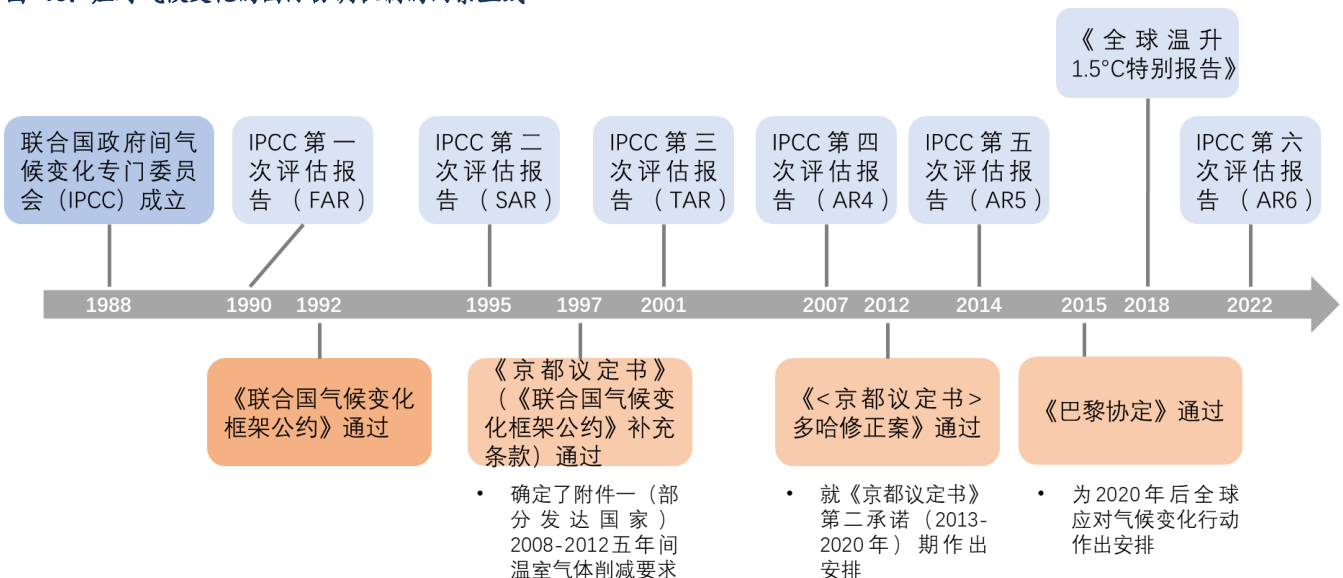 《全球温升
1.5°C特别报告》
联合国政府间气
候变化专门委员
会（IPCC）成立
IPCC第一
次评估报
告（FAR）
IPCC第二
次评估报
告（SAR）
IPCC第三
次评估报
告（TAR）
IPCC第四
次评估报
告（AR4）
IPCC第五
次评估报
告（AR5）
IPCC第六
次评估报
告（AR6）
1988
1990
1992
1995
1997
2001
2007
2012
2014
2015
2018
2022
《联合国气候变化
框架公约》通过
《京都议定书》
（《联合国气候变
化框架公约》补充
条款）通过
《<京都议定书>
多哈修正案》通过
《巴黎协定》通过
• 确定了附件一（部
分发达国家）
2008-2012五年间
温室气体削减要求
• 就《京都议定书》
第二承诺（2013-
2020年）期作出
安排
• 为2020年后全球
应对气候变化行动
作出安排